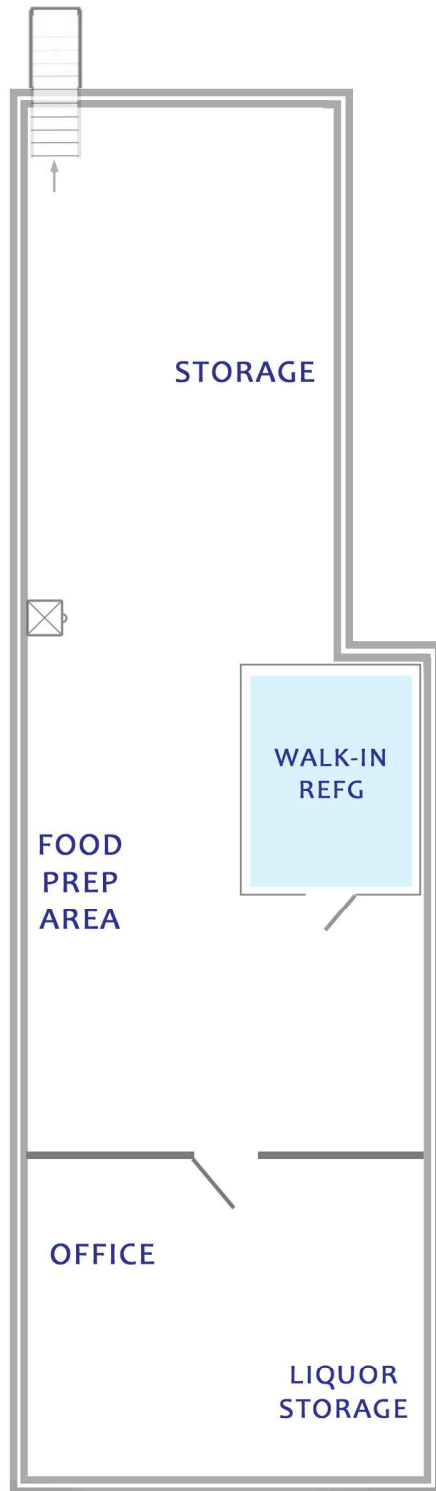 STORAGE
WALK-IN
REFG
FOOD
PREP
AREA
OFFICE
LIQUOR
STORAGE